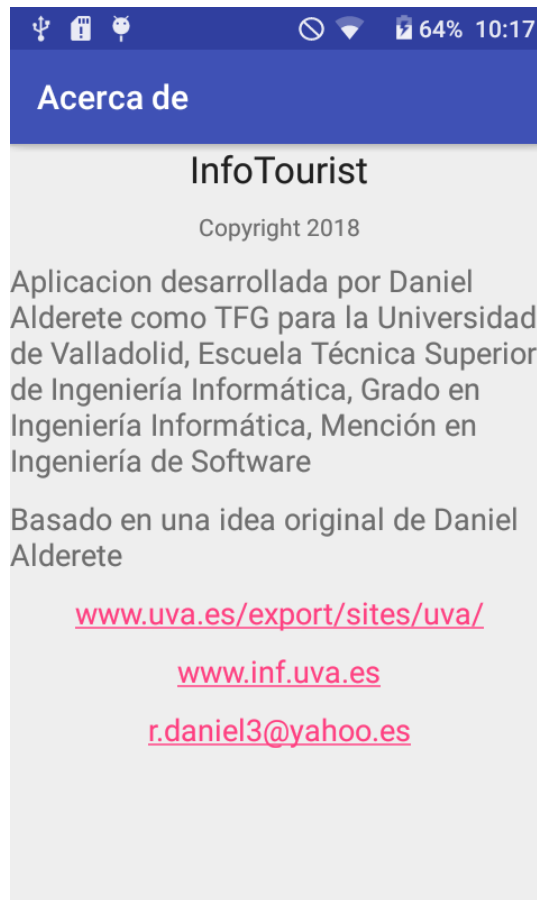 64% 10:17
Acerca de
InfoTourist
Copyright 2018
Aplicacion desarrollada por Daniel
Alderete como TFG para la Universidad
de Valladolid, Escuela Técnica Superior
de Ingeniería Informática, Grado en
Ingeniería Informática, Mención en
Ingeniería de Software
Basado en una idea original de Daniel
Alderete
www.uva.es/export/sites/uva/
www.inf.uva.es
r.daniel3@yahoo.es